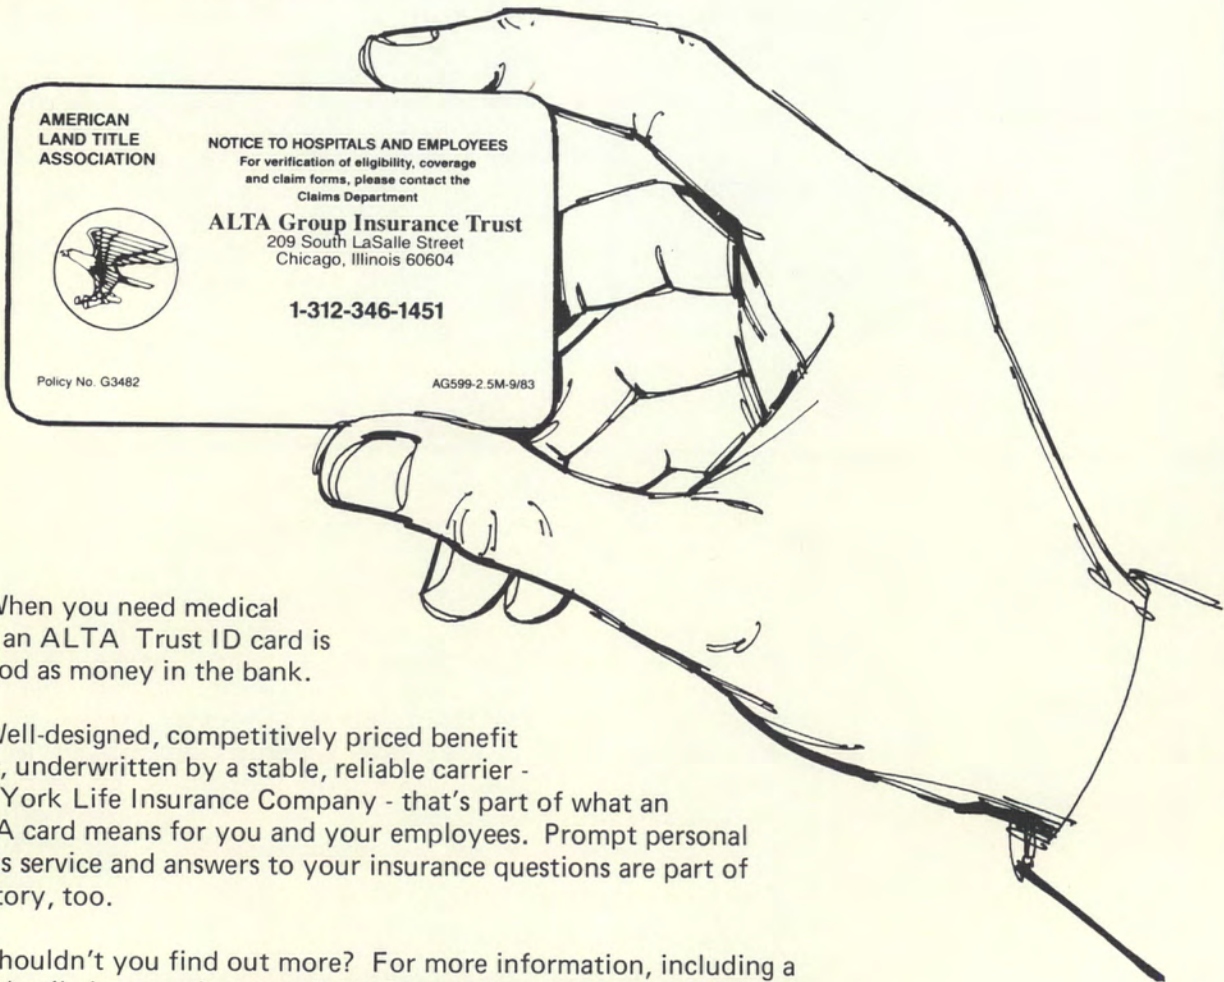 AMERICAN
LAND TITLE
ASSOCIATION
NOTICE TO HOSPITALS AND EMPLOYEES
For verification of eligibility, coverage
and claim forms, please contact the
Claims Department
ALTA Group Insurance Trust
209 South LaSalle Street
Chicago, Illinois 60604
1-312-346-1451
Policy No. G3482
AG599-2.5M-9/83
When you need medical
an ALTA Trust ID card is
as money in the bank.
Well-designed, competitively priced benefit
, underwritten by a stable, reliable carrier -
York Life Insurance Company - that's part of what an
card means for you and your employees. Prompt personal
service and answers to your insurance questions are part of
too.
Shouldn't you find out more? For more information, including a